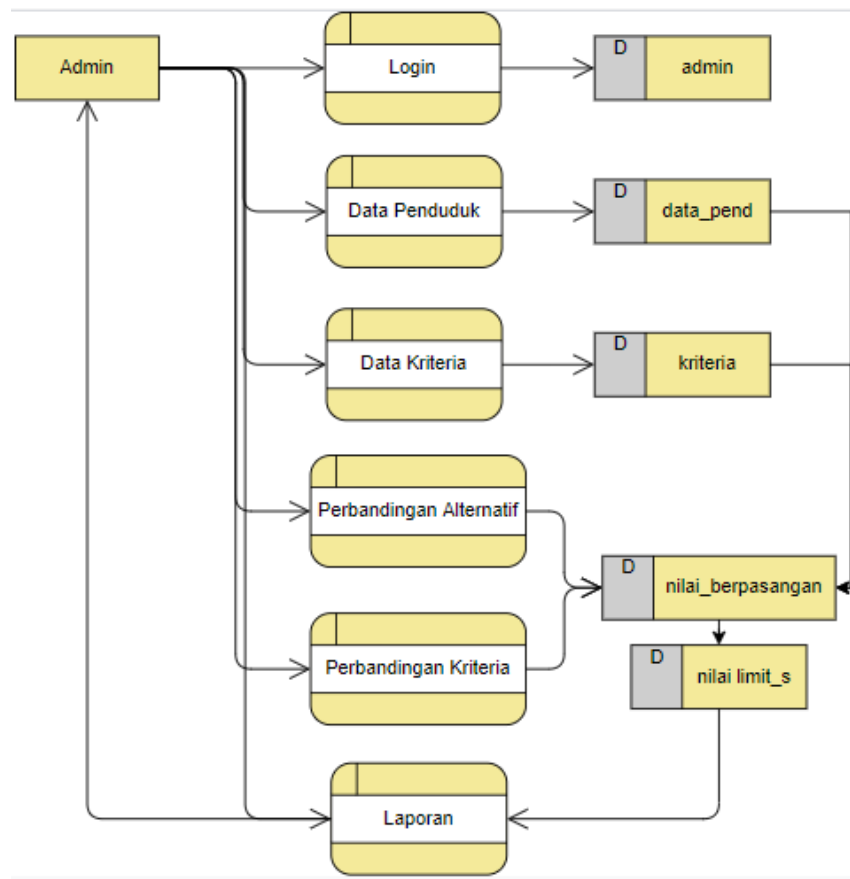 Admin
Login
D
admin
Data Penduduk
D
data_pend
Data Kriteria
D
kriteria
Perbandingan Alternatif
D
nilai_berpasangan
Perbandingan Kriteria
D
nilai limit_s
Laporan